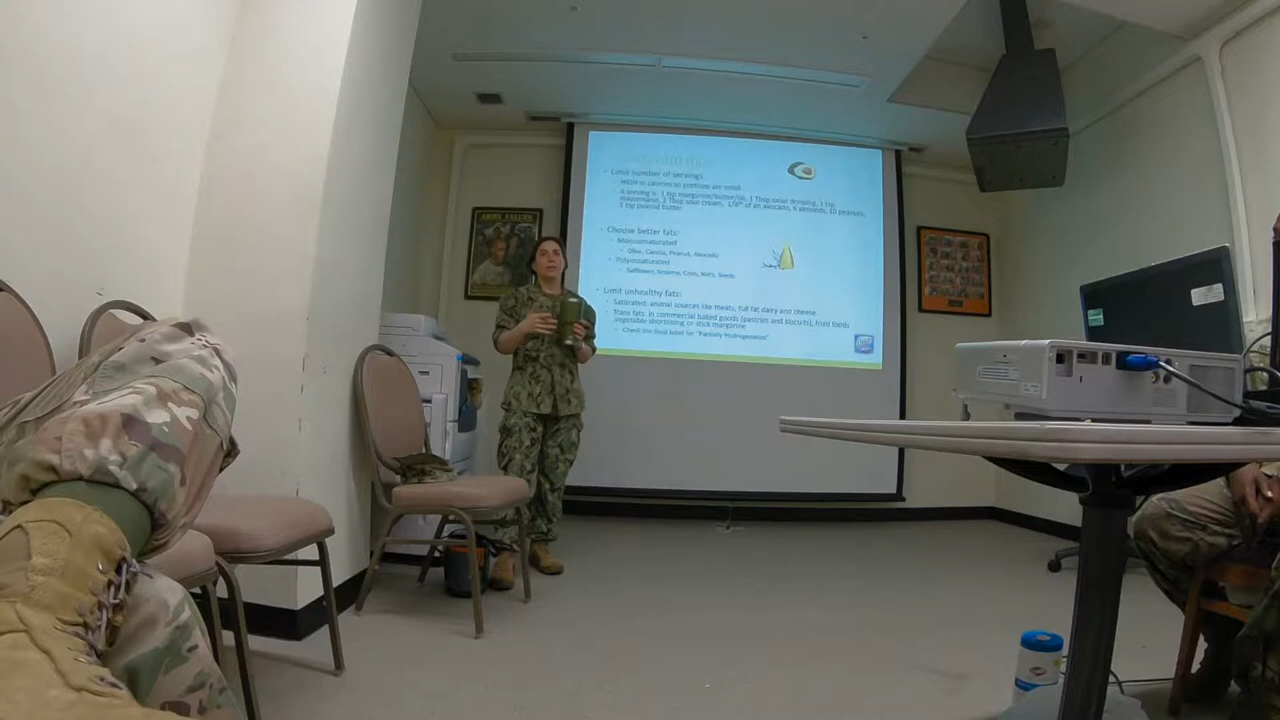 Limit number of servings
HIGH in calories so portions are small
A serving is: 1 tsp margarine/butter/oil, 1 Tbsp salad dressing, 1 tsp
mayonnaise, 2 Tbsp sour cream, 1/8th of an avocado, 6 almonds, 10 peanuts,
1 tsp peanut butter
Choose better fats:
Monounsaturated
Olive, Canola, Peanut, Avocado
Polyunsaturated
Safflower, Sesame, Corn, Nuts, Seeds
Limit unhealthy fats:
Saturated: animal sources like meats, full fat dairy and cheese
Trans fats: in commercial baked goods (pastries and biscuits), fried foods
vegetable shortening or stick margarine
Check the food label for "Partially Hydrogenated"
ARMY VALUES